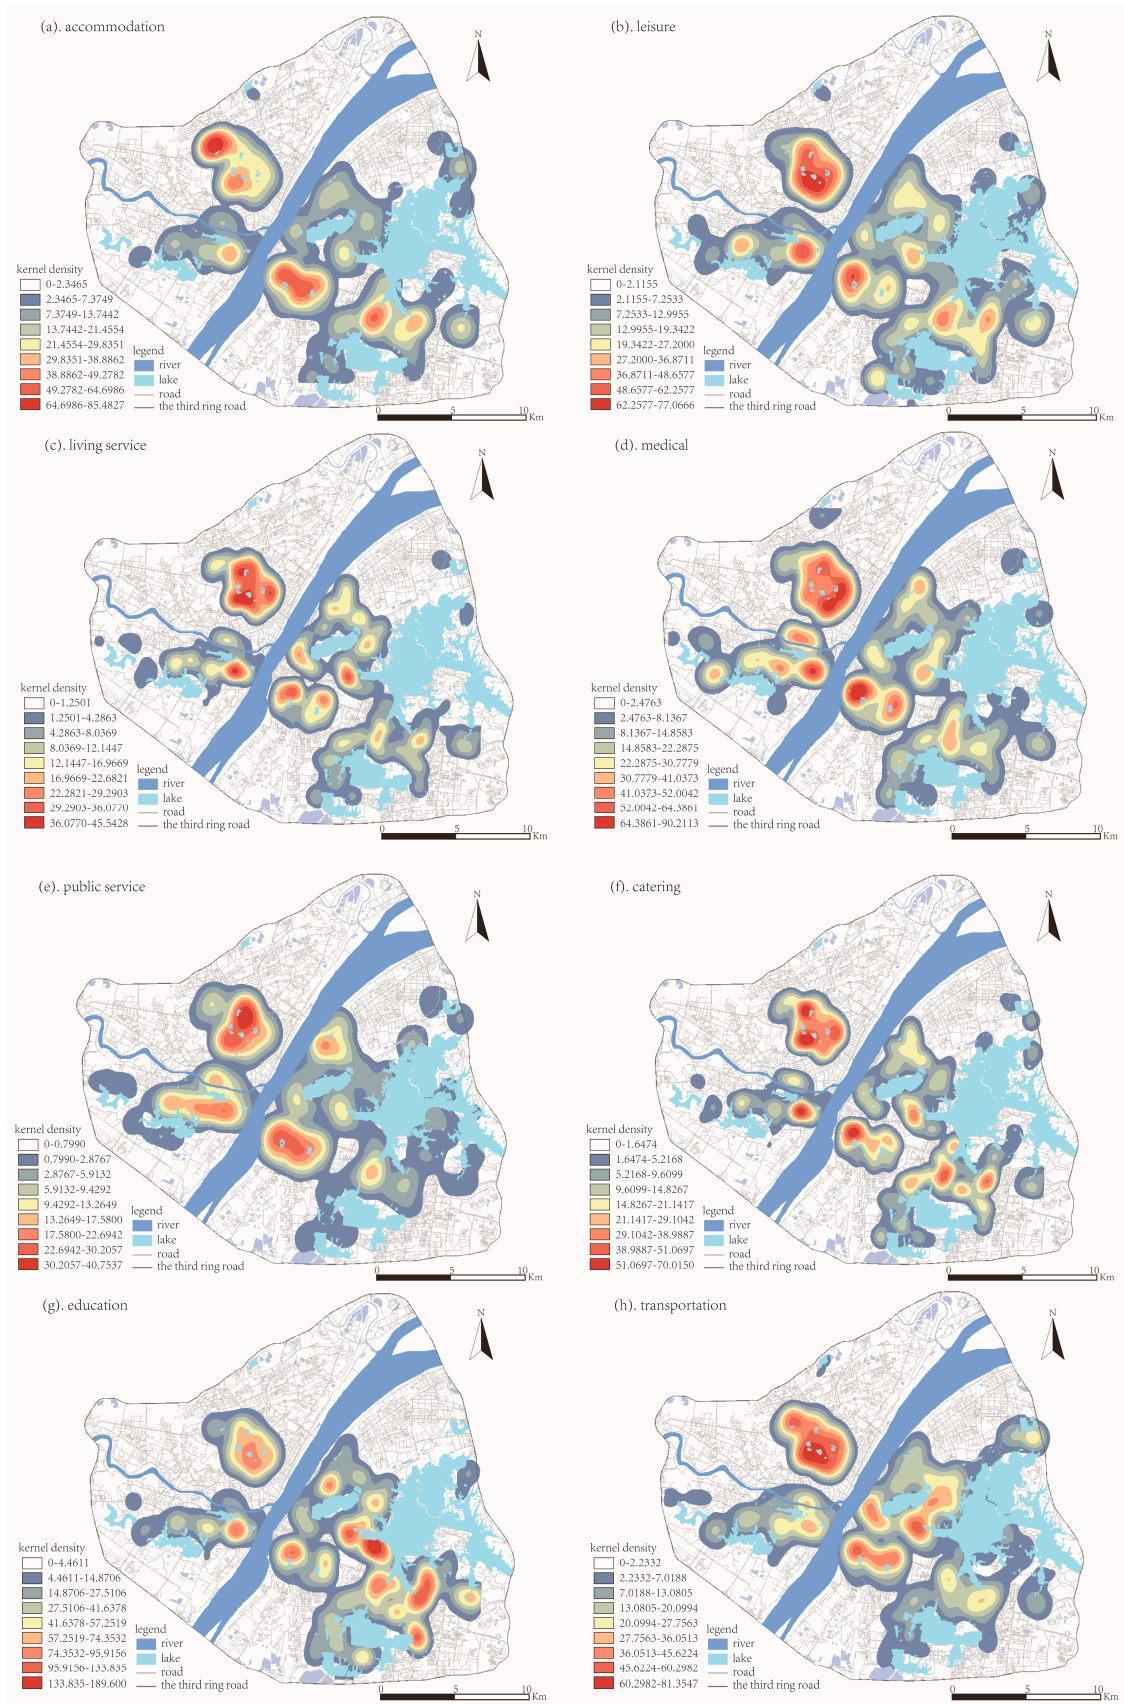 (a). accommodation
N
kernel density
0-2.3465
2.3465-7.3749
7.3749-13.7442
13.7442-21.4554
21.4554-29.8351
29.8351-38.8862
38.8862-49.2782
49.2782-64.6986
64.6986-85.4827
legend
river
lake
road
the third ring road
0 5 10
Km
(b). leisure
N
kernel density
0-2.1155
2.1155-7.2533
7.2533-12.9955
12.9955-19.3422
19.3422-27.2000
27.2000-36.8711
36.8711-48.6577
48.6577-62.2577
62.2577-77.0666
legend
river
lake
road
the third ring road
0 5 10
Km
(c). living service
N
kernel density
0-1.2501
1.2501-4.2863
4.2863-8.0369
8.0369-12.1447
12.1447-16.9669
16.9669-22.6821
22.2821-29.2903
29.2903-36.0770
36.0770-45.5428
legend
river
lake
road
the third ring road
0 5 10
Km
(d). medical
N
kernel density
0-2.4763
2.4763-8.1367
8.1367-14.8583
14.8583-22.2875
22.2875-30.7779
30.7779-41.0373
41.0373-52.0042
52.0042-64.3861
64.3861-90.2113
legend
river
lake
road
the third ring road
0 5 10
Km
(e). public service
N
kernel density
0-0.7990
0.7990-2.8767
2.8767-5.9132
5.9132-9.4292
9.4292-13.2649
13.2649-17.5800
17.5800-22.6942
22.6942-30.2057
30.2057-40.7537
legend
river
lake
road
the third ring road
0 5 10
Km
(f). catering
N
kernel density
0-1.6474
1.6474-5.2168
5.2168-9.6099
9.6099-14.8267
14.8267-21.1417
21.1417-29.1042
29.1042-38.9887
38.9887-51.0697
51.0697-70.0150
legend
river
lake
road
the third ring road
0 5 10
Km
(g). education
N
kernel density
0-4.4611
4.4611-14.8706
14.8706-27.5106
27.5106-41.6378
41.6378-57.2519
57.2519-74.3532
74.3532-95.9156
95.9156-133.835
133.835-189.600
legend
river
lake
road
the third ring road
0 5 10
Km
(h). transportation
N
kernel density
0-2.2332
2.2332-7.0188
7.0188-13.0805
13.0805-20.0994
20.0994-27.7563
27.7563-36.0513
36.0513-45.6224
45.6224-60.2982
60.2982-81.3547
legend
river
lake
road
the third ring road
0 5 10
Km